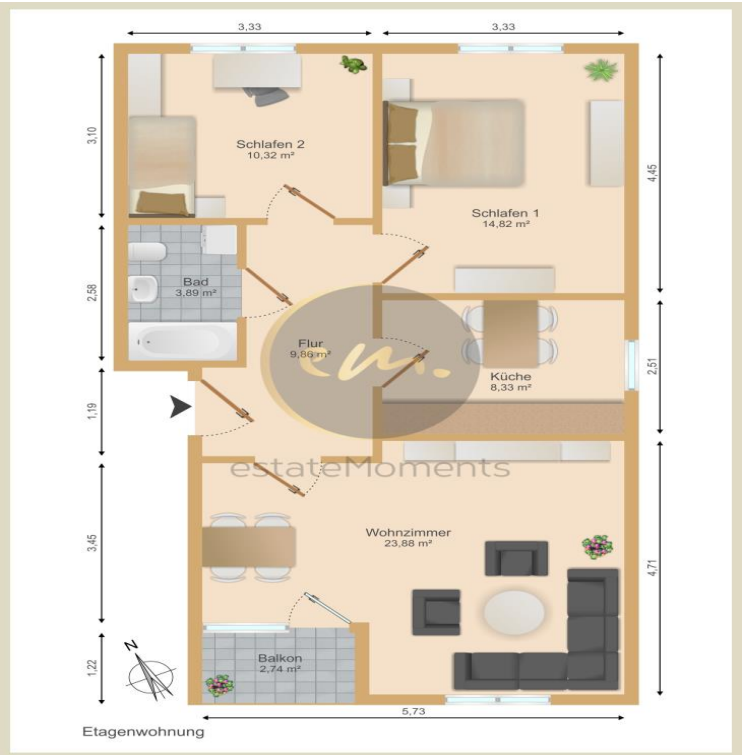 3,33
3,33
3,10
Schlafen 2
10,32 m²
4,45
Schlafen 1
14,82 m²
2,58
Bad
3,89 m²
Flur
9,86 m²
em.
Küche
8,33 m²
2,51
1,19
estateMoments
Wohnzimmer
23,88 m²
3,45
4,71
Balkon
2,74 m²
1,22
N
5,73
Etagenwohnung